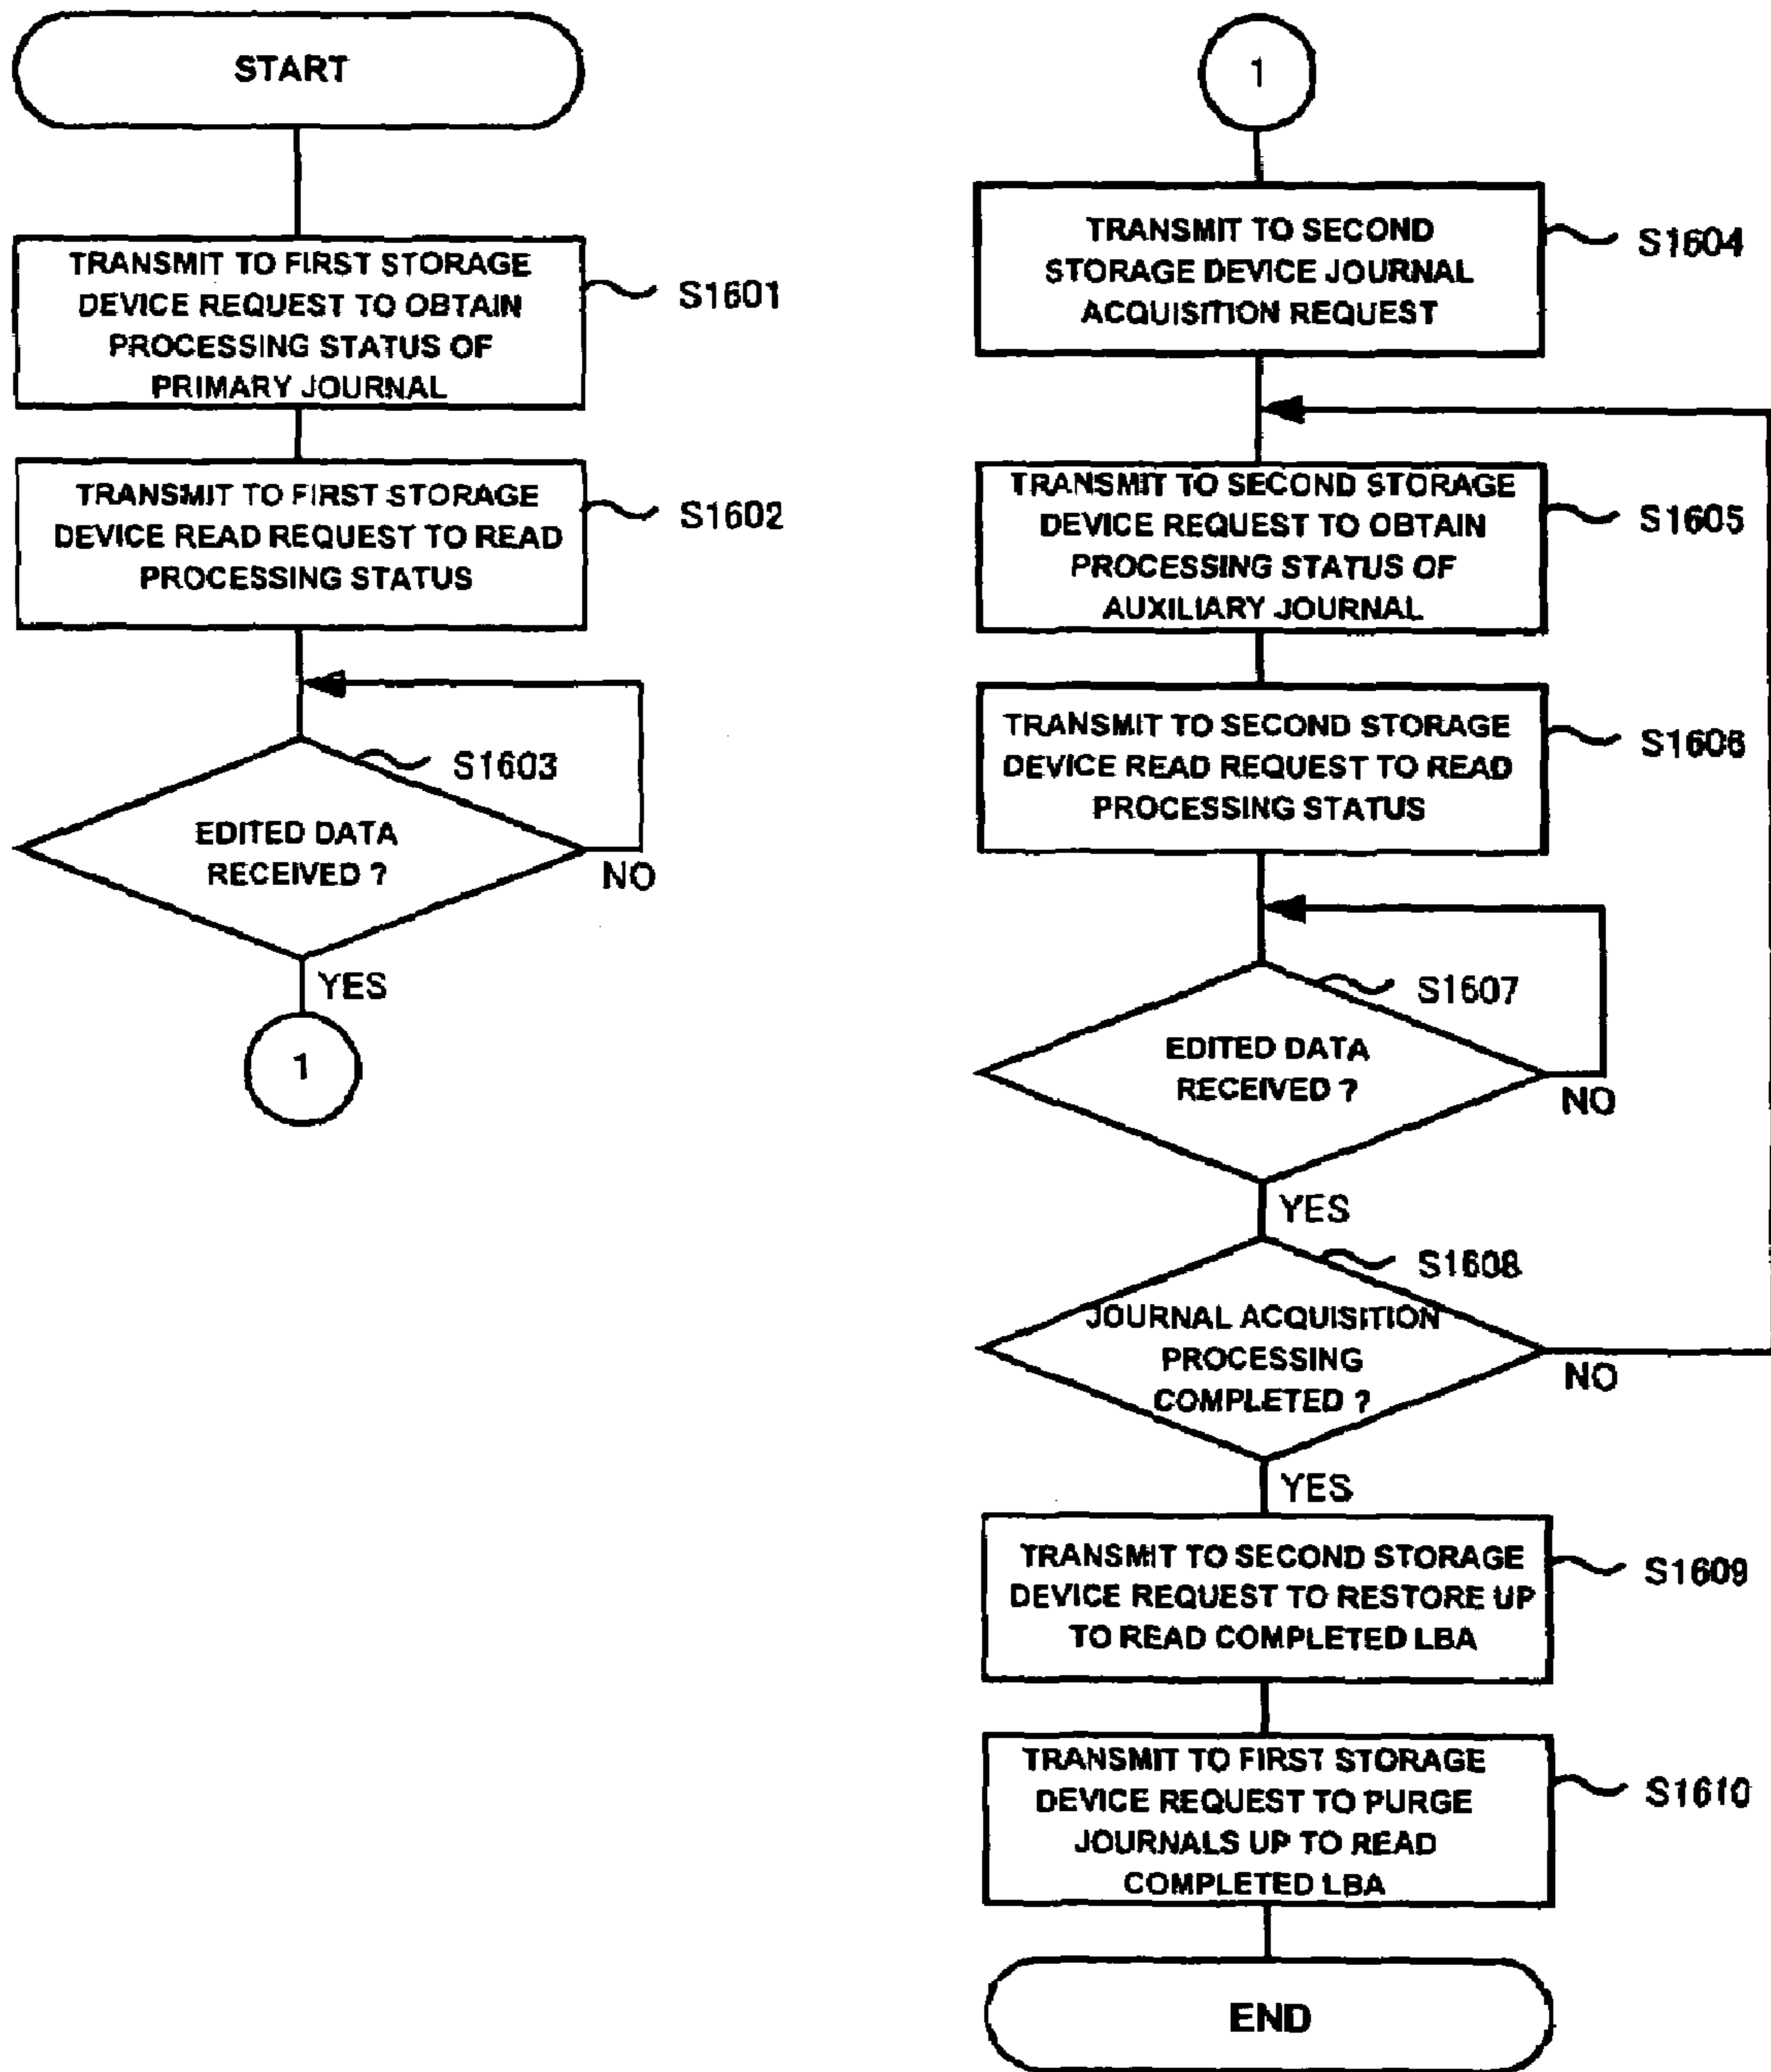 START
TRANSMIT TO FIRST STORAGE
DEVICE REQUEST TO OBTAIN
PROCESSING STATUS OF
PRIMARY JOURNAL
S1601
TRANSMIT TO FIRST STORAGE
DEVICE READ REQUEST TO READ
PROCESSING STATUS
S1602
S1603
EDITED DATA
RECEIVED ?
NO
YES
1
1
TRANSMIT TO SECOND
STORAGE DEVICE JOURNAL
ACQUISITION REQUEST
S1604
TRANSMIT TO SECOND STORAGE
DEVICE REQUEST TO OBTAIN
PROCESSING STATUS OF
AUXILIARY JOURNAL
S1605
TRANSMIT TO SECOND STORAGE
DEVICE READ REQUEST TO READ
PROCESSING STATUS
S1606
S1607
EDITED DATA
RECEIVED ?
NO
YES
S1608
JOURNAL ACQUISITION
PROCESSING
COMPLETED ?
NO
YES
TRANSMIT TO SECOND STORAGE
DEVICE REQUEST TO RESTORE UP
TO READ COMPLETED LBA
S1609
TRANSMIT TO FIRST STORAGE
DEVICE REQUEST TO PURGE
JOURNALS UP TO READ
COMPLETED LBA
S1610
END